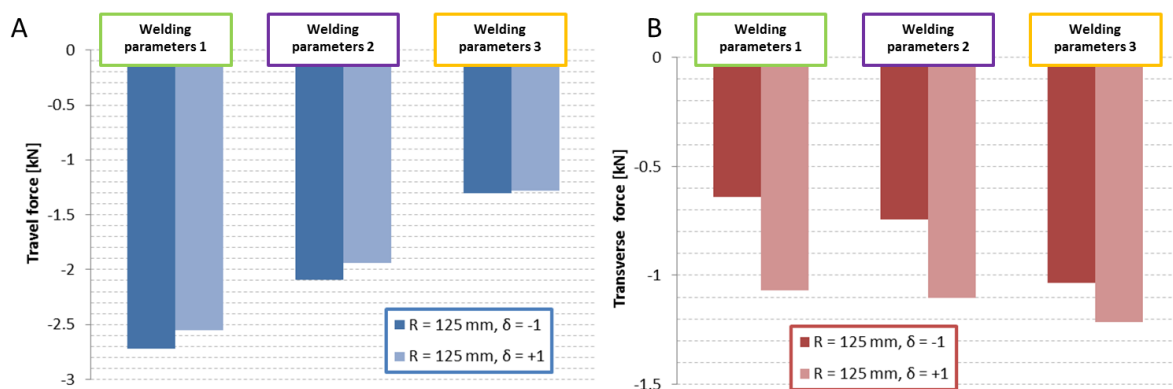 A
Welding
parameters 1
Welding
parameters 2
Welding
parameters 3
Travel force [kN]
0
-0.5
-1
-1.5
-2
-2.5
-3
R = 125 mm, δ = -1
R = 125 mm, δ = +1
B
Welding
parameters 1
Welding
parameters 2
Welding
parameters 3
Transverse force [kN]
0
-0.5
-1
-1.5
R = 125 mm, δ = -1
R = 125 mm, δ = +1